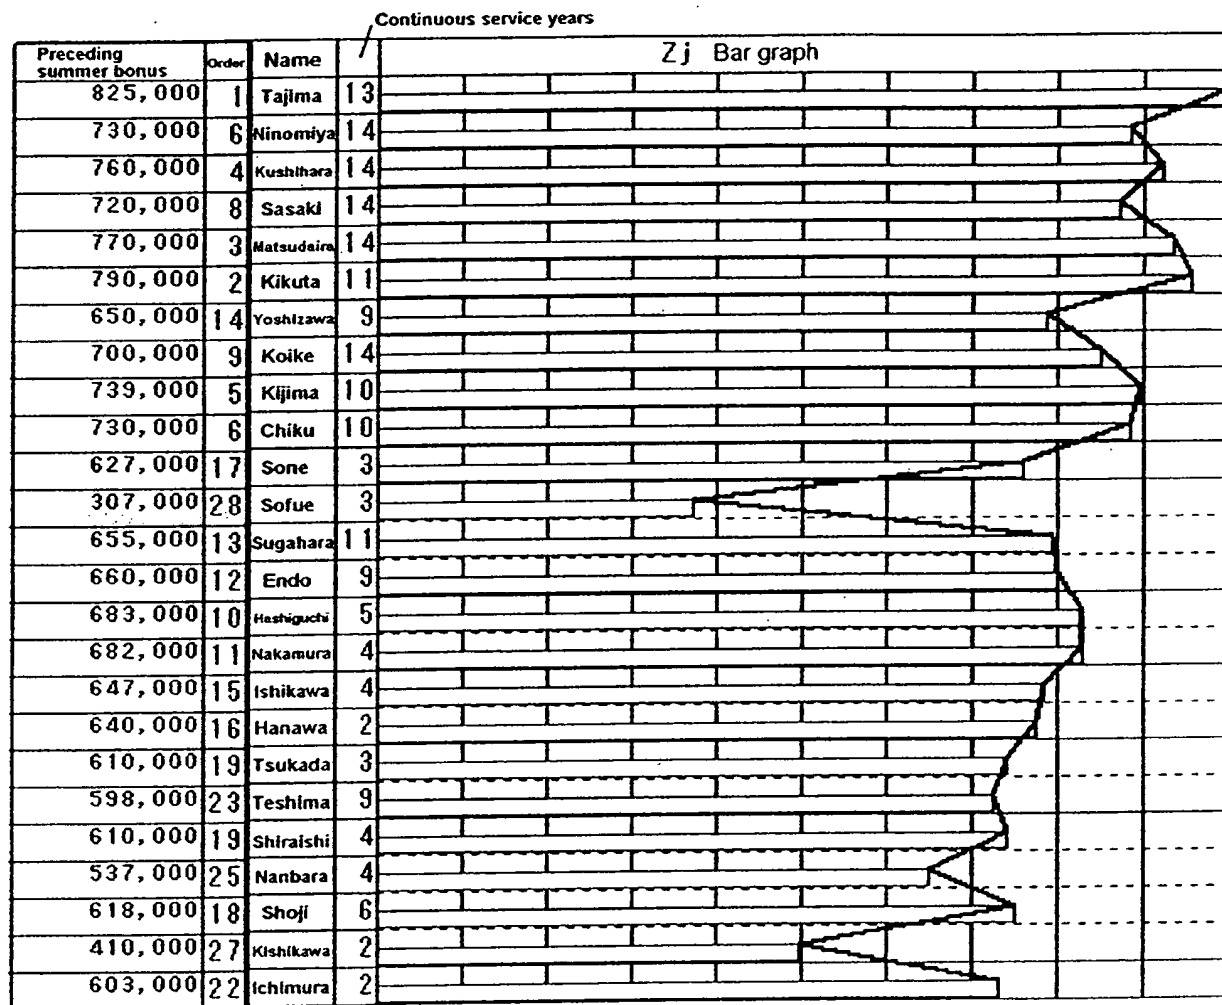 Continuous service years
Preceding summer bonus Order Name Zj Bar graph
825,000 1 Tajima 13
730,000 6 Ninomiya 14
760,000 4 Kushihara 14
720,000 8 Sasaki 14
770,000 3 Matsudaira 14
790,000 2 Kikuta 11
650,000 14 Yoshizawa 9
700,000 9 Koike 14
739,000 5 Kijima 10
730,000 6 Chiku 10
627,000 17 Sone 3
307,000 28 Sofue 3
655,000 13 Sugahara 11
660,000 12 Endo 9
683,000 10 Hashiguchi 5
682,000 11 Nakamura 4
647,000 15 Ishikawa 4
640,000 16 Hanawa 2
610,000 19 Tsukada 3
598,000 23 Teshima 9
610,000 19 Shiraishi 4
537,000 25 Nanbara 4
618,000 18 Shoji 6
410,000 27 Kishikawa 2
603,000 22 Ichimura 2